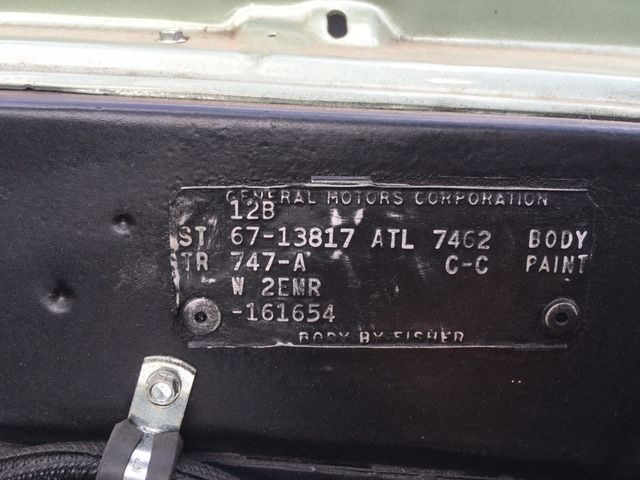 GENERAL MOTORS CORPORATION
12B
ST 67-13817 ATL 7462 BODY
TR 747-A C-C PAINT
W 2EMR
-161654
BODY BY FISHER